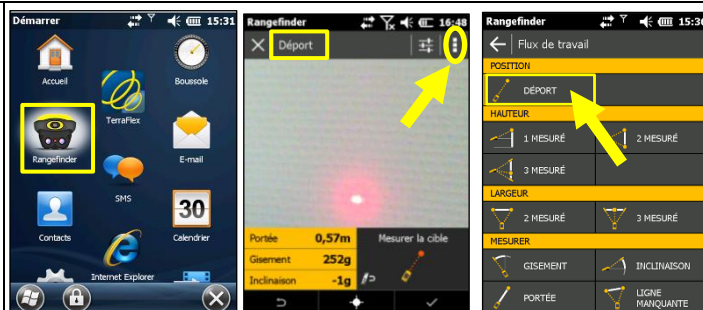 Démarrer 15:31
Accueil
Boussole
TerraFlex
Rangefinder
E-mail
SMS
30
Contacts
Calendrier
Internet Explorer
Rangefinder 16:48
Déport
Portée 0,57m
Gisement 252g
Inclinaison -1g
Mesurer la cible
Rangefinder 15:36
Flux de travail
POSITION
DÉPORT
HAUTEUR
1 MESURÉ 2 MESURÉ
3 MESURÉ
LARGEUR
2 MESURÉ 3 MESURÉ
MESURER
GISEMENT INCLINAISON
PORTÉE LIGNE
MANQUANTE